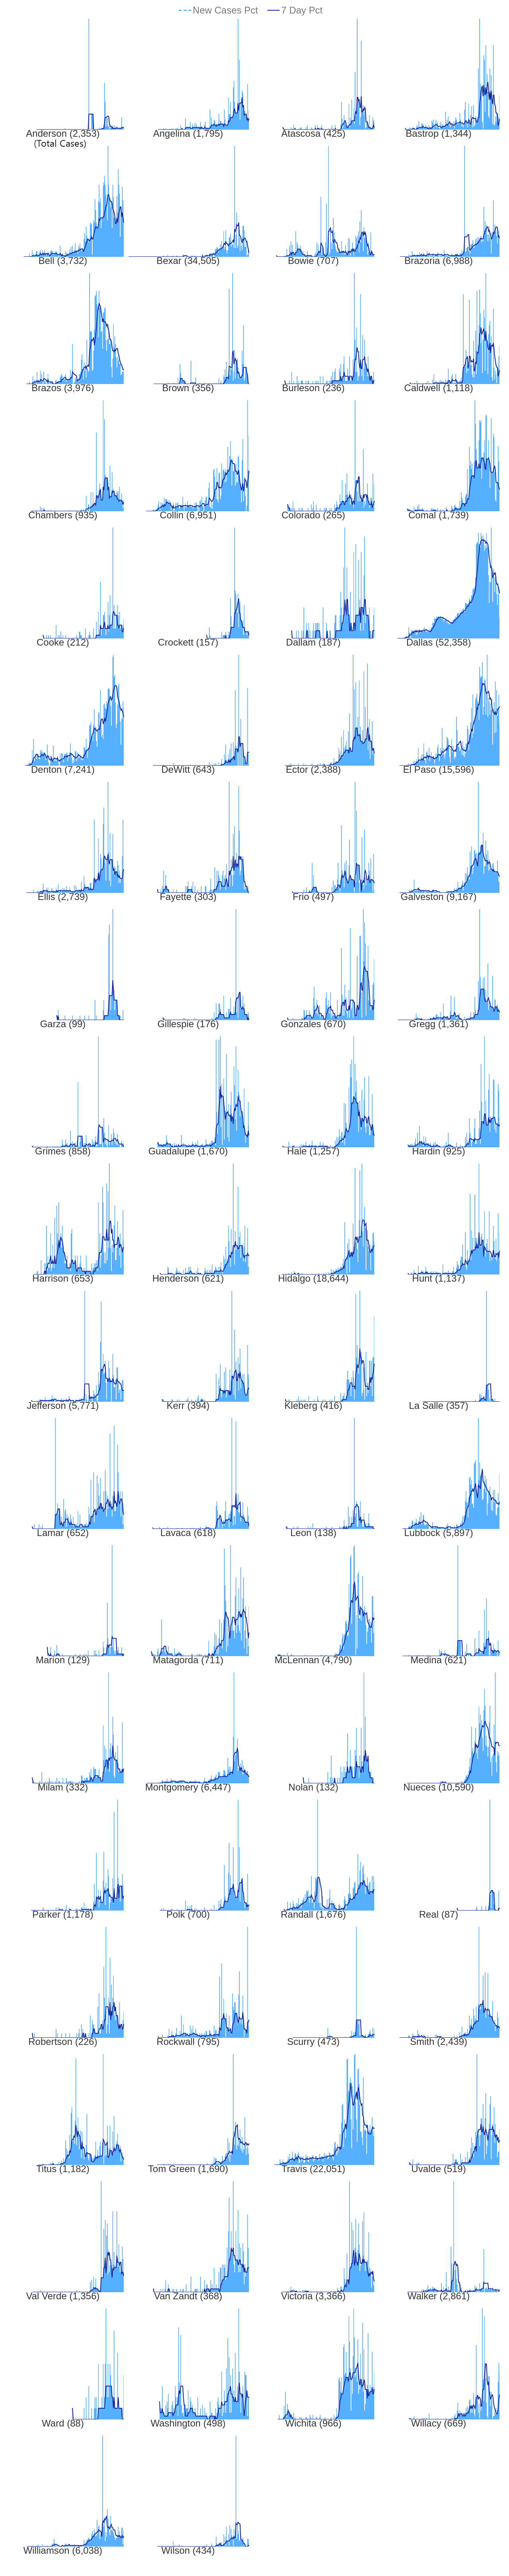 New Cases Pct 7 Day Pct
Anderson (2,353) Angelina (1,795) Atascosa (425) Bastrop (1,344)
(Total Cases)
Bell (3,732) Bexar (34,505) Bowie (707) Brazoria (6,988)
Brazos (3,976) Brown (356) Burleson (236) Caldwell (1,118)
Chambers (935) Collin (6,951) Colorado (265) Comal (1,739)
Cooke (212) Crockett (157) Dallam (187) Dallas (52,358)
Denton (7,241) DeWitt (643) Ector (2,388) El Paso (15,596)
Ellis (2,739) Fayette (303) Frio (497) Galveston (9,167)
Garza (99) Gillespie (176) Gonzales (670) Gregg (1,361)
Grimes (858) Guadalupe (1,670) Hale (1,257) Hardin (925)
Harrison (653) Henderson (621) Hidalgo (18,644) Hunt (1,137)
Jefferson (5,771) Kerr (394) Kleberg (416) La Salle (357)
Lamar (652) Lavaca (618) Leon (138) Lubbock (5,897)
Marion (129) Matagorda (711) McLennan (4,790) Medina (621)
Milam (332) Montgomery (6,447) Nolan (132) Nueces (10,590)
Parker (1,178) Polk (700) Randall (1,676) Real (87)
Robertson (226) Rockwall (795) Scurry (473) Smith (2,439)
Titus (1,182) Tom Green (1,690) Travis (22,051) Uvalde (519)
Val Verde (1,356) Van Zandt (368) Victoria (3,366) Walker (2,861)
Ward (88) Washington (498) Wichita (966) Willacy (669)
Williamson (6,038) Wilson (434)